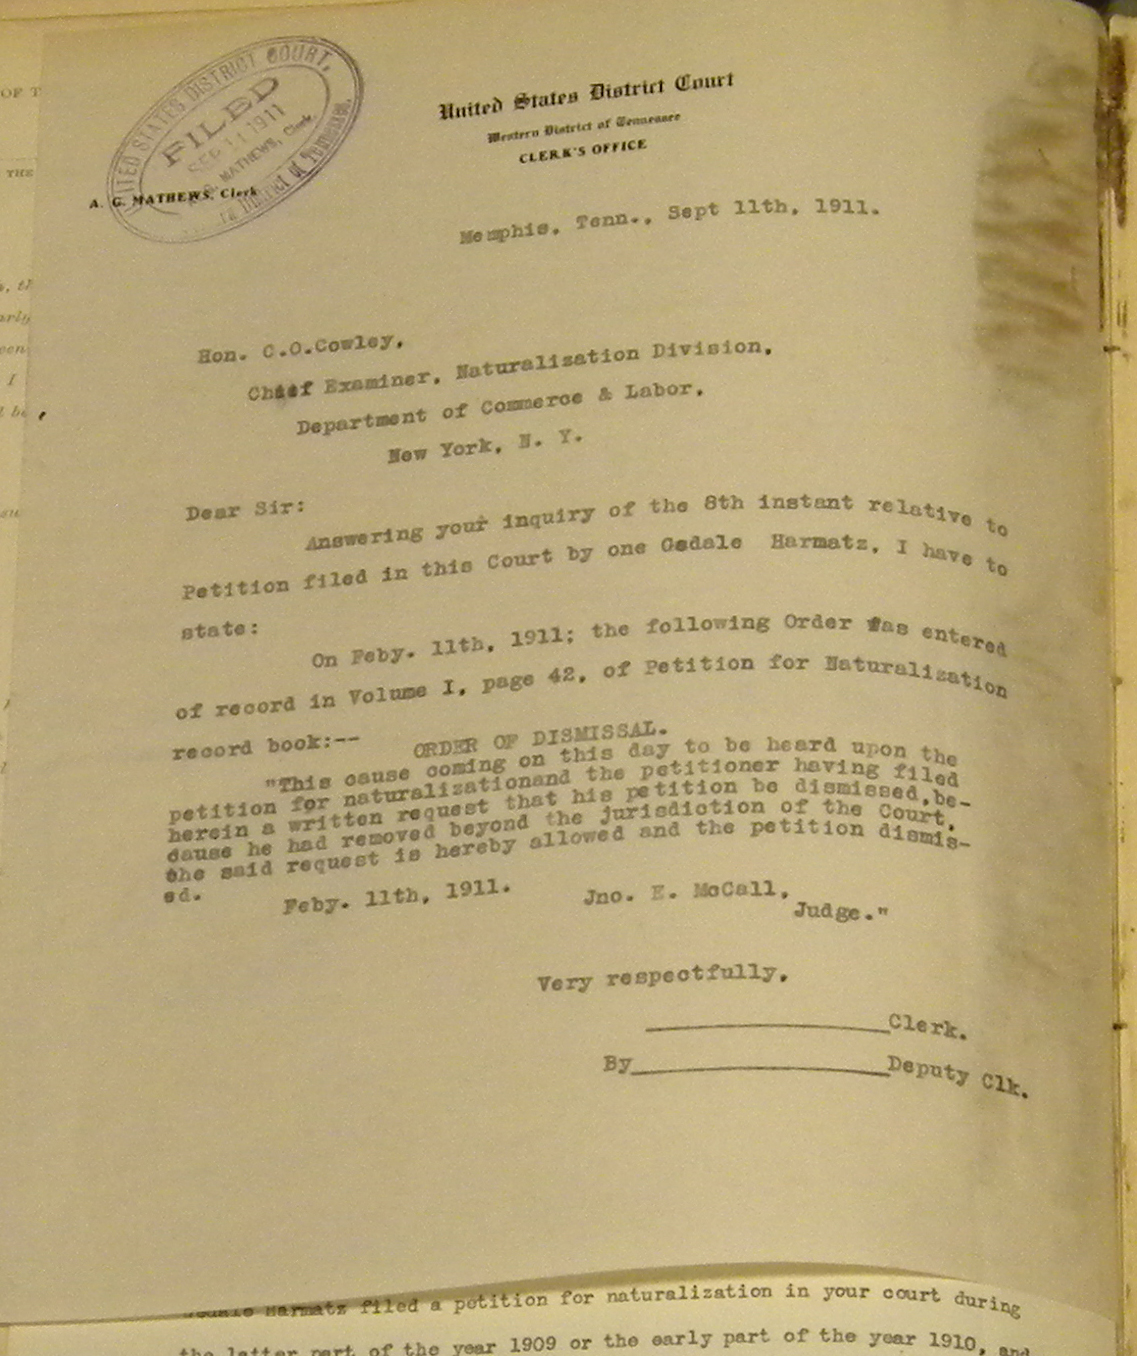 UNITED STATES DISTRICT COURT,
FILED
SEP 11 1911
MATHEWS, Clerk.
District of Tennessee.
A. G. MATHEWS, Clerk
United States District Court
Western District of Tennessee
CLERK'S OFFICE
Memphis, Tenn., Sept 11th, 1911.
Hon. C.O.Cowley,
Chief Examiner, Naturalization Division,
Department of Commerce & Labor,
New York, N. Y.
Dear Sir:
Answering your inquiry of the 8th instant relative to
Petition filed in this Court by one Gedale Harmatz, I have to
state:
On Feby. 11th, 1911; the following Order was entered
of record in Volume I, page 42, of Petition for Naturalization
record book:--
ORDER OF DISMISSAL.
"This cause coming on this day to be heard upon the
petition for naturalizationand the petitioner having filed
herein a written request that his petition be dismissed,be-
cause he had removed beyond the jurisdiction of the Court,
the said request is hereby allowed and the petition dismis-
ed.
Feby. 11th, 1911. Jno. E. McCall,
Judge."
Very respectfully,
Clerk.
By Deputy Clk.
Harmatz filed a petition for naturalization in your court during
the latter part of the year 1909 or the early part of the year 1910, and
OF T
THE
I